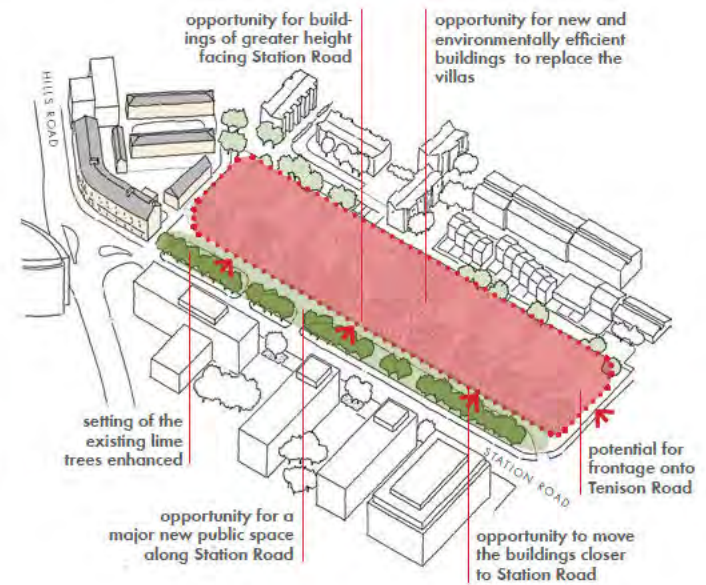 opportunity for build-
ings of greater height
facing Station Road
opportunity for new and
environmentally efficient
buildings to replace the
villas
HILLS ROAD
setting of the
existing lime
trees enhanced
STATION ROAD
potential for
frontage onto
Tenison Road
opportunity for a
major new public space
along Station Road
opportunity to move
the buildings closer
to Station Road